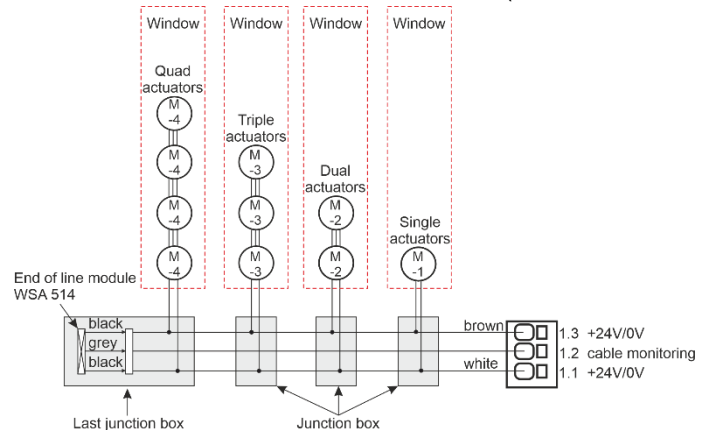 Window
Window
Window
Window
Quad
actuators
M
-4
M
-4
M
-4
M
-4
Triple
actuators
M
-3
M
-3
M
-3
Dual
actuators
M
-2
M
-2
Single
actuators
M
-1
End of line module
WSA 514
black
grey
black
brown
white
1.3 +24V/0V
1.2 cable monitoring
1.1 +24V/0V
Last junction box
Junction box